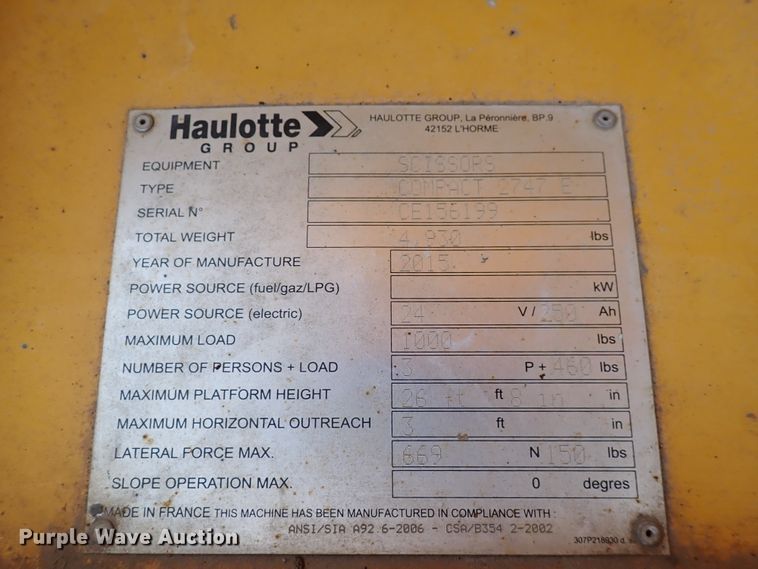 Haulotte
GROUP
HAULOTTE GROUP, La Péronnière, BP.9
42152 L'HORME
EQUIPMENT SCISSORS
TYPE COMPACT 2747 E
SERIAL N° CE156199
TOTAL WEIGHT 4,930 lbs
YEAR OF MANUFACTURE 2015
POWER SOURCE (fuel/gaz/LPG) kW
POWER SOURCE (electric) 24 V / 250 Ah
MAXIMUM LOAD 1000 lbs
NUMBER OF PERSONS + LOAD 3 P + 460 lbs
MAXIMUM PLATFORM HEIGHT 26 ft ft 8 in in
MAXIMUM HORIZONTAL OUTREACH 3 ft in
LATERAL FORCE MAX. 669 N 150 lbs
SLOPE OPERATION MAX. 0 degres
MADE IN FRANCE THIS MACHINE HAS BEEN MANUFACTURED IN COMPLIANCE WITH :
ANSI/SIA A92.6-2006 - CSA/B354 2-2002
307P218930 d
Purple Wave Auction